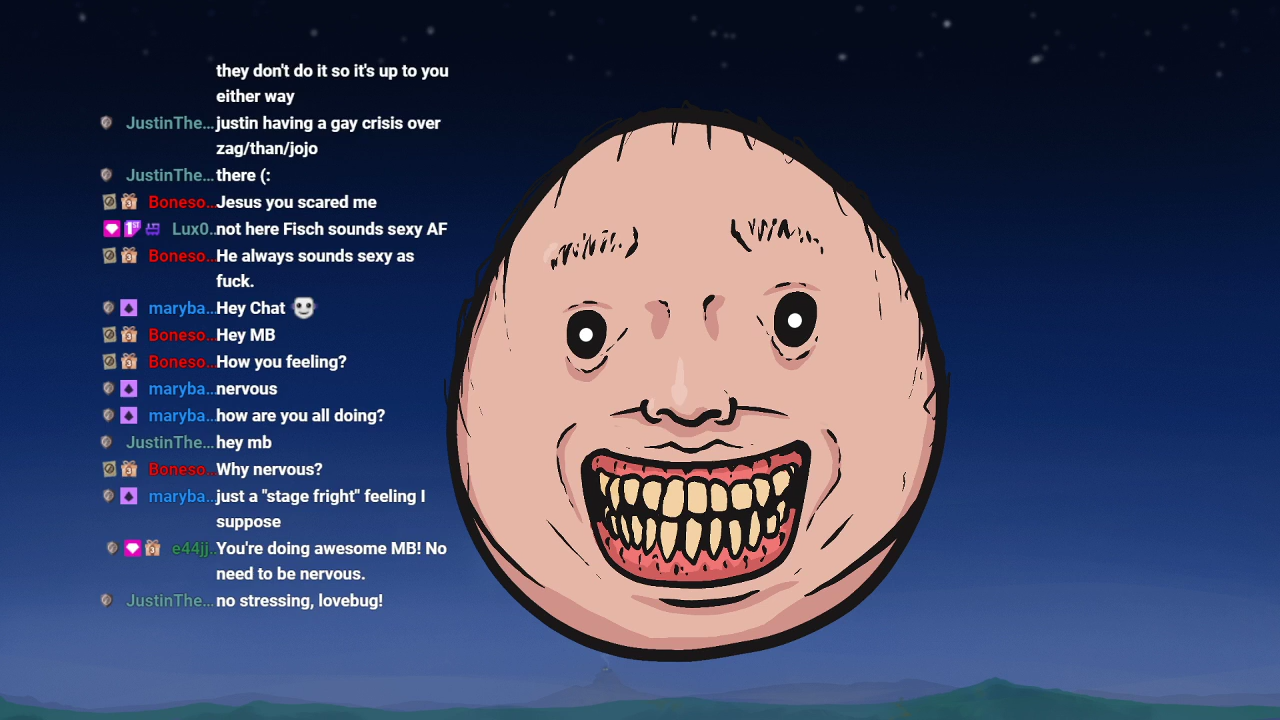 they don't do it so it's up to you
either way
JustinThe... justin having a gay crisis over
zag/than/jojo
JustinThe... there (:
Boneso... Jesus you scared me
1ST Lux0... not here Fisch sounds sexy AF
Boneso... He always sounds sexy as
fuck.
maryba... Hey Chat
Boneso... Hey MB
Boneso... How you feeling?
maryba... nervous
maryba... how are you all doing?
JustinThe... hey mb
Boneso... Why nervous?
maryba... just a "stage fright" feeling I
suppose
e44jj... You're doing awesome MB! No
need to be nervous.
JustinThe... no stressing, lovebug!